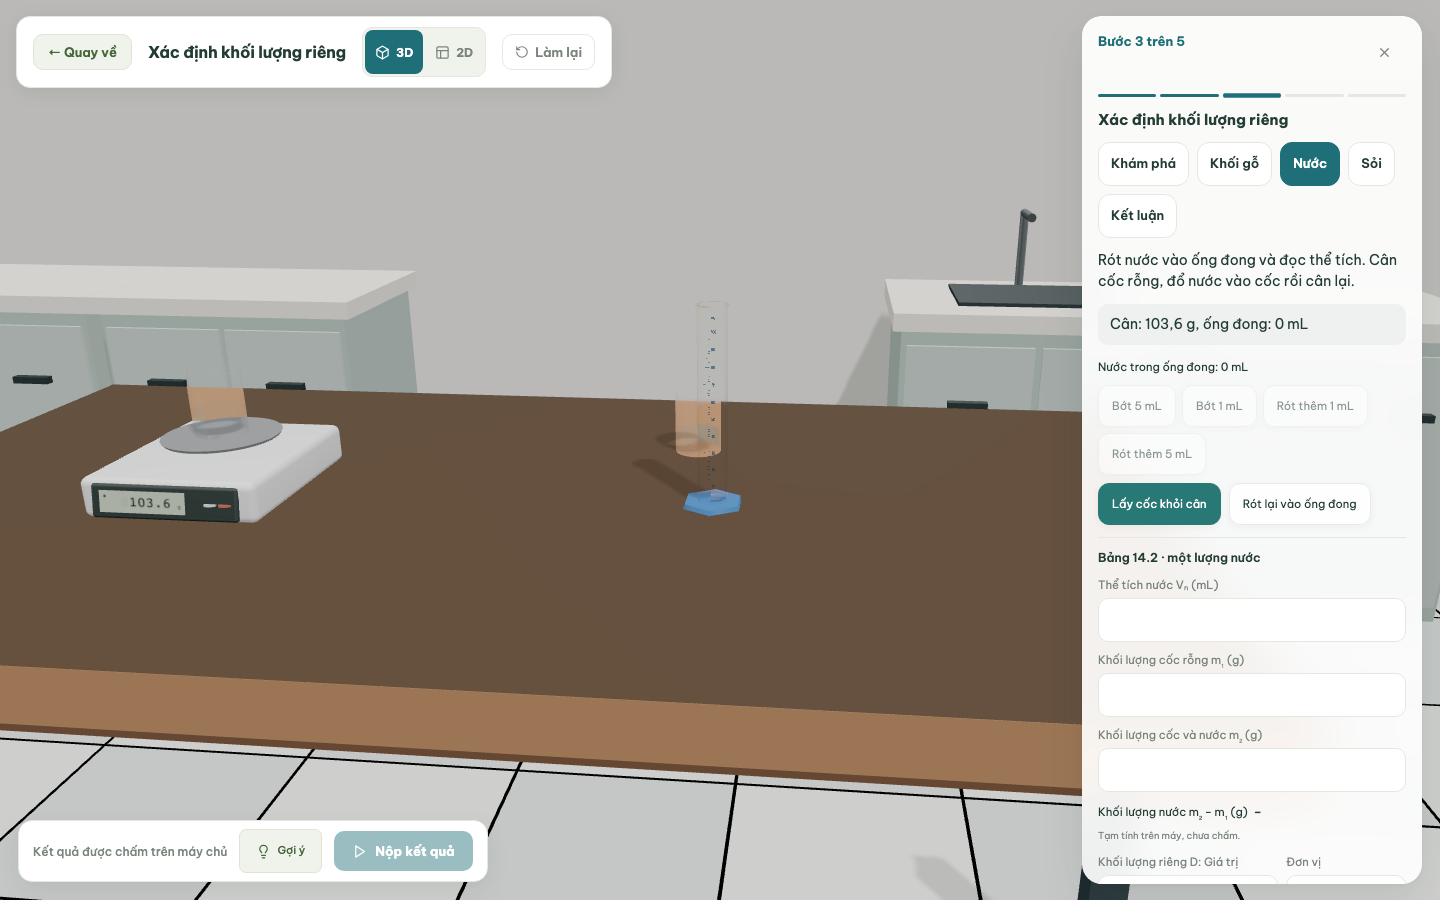 ← Quay về
Xác định khối lượng riêng
3D
2D
Làm lại
Bước 3 trên 5
×
Xác định khối lượng riêng
Khám phá
Khối gỗ
Nước
Sỏi
Kết luận
Rót nước vào ống đong và đọc thể tích. Cân
cốc rỗng, đổ nước vào cốc rồi cân lại.
Cân: 103,6 g, ống đong: 0 mL
Nước trong ống đong: 0 mL
Bớt 5 mL
Bớt 1 mL
Rót thêm 1 mL
Rót thêm 5 mL
Lấy cốc khỏi cân
Rót lại vào ống đong
Bảng 14.2 · một lượng nước
Thể tích nước Vₙ (mL)
Khối lượng cốc rỗng m₁ (g)
Khối lượng cốc và nước m₂ (g)
Khối lượng nước m₂ − m₁ (g) –
Tạm tính trên máy, chưa chấm.
Khối lượng riêng D: Giá trị
Đơn vị
103.6
Kết quả được chấm trên máy chủ
Gợi ý
Nộp kết quả